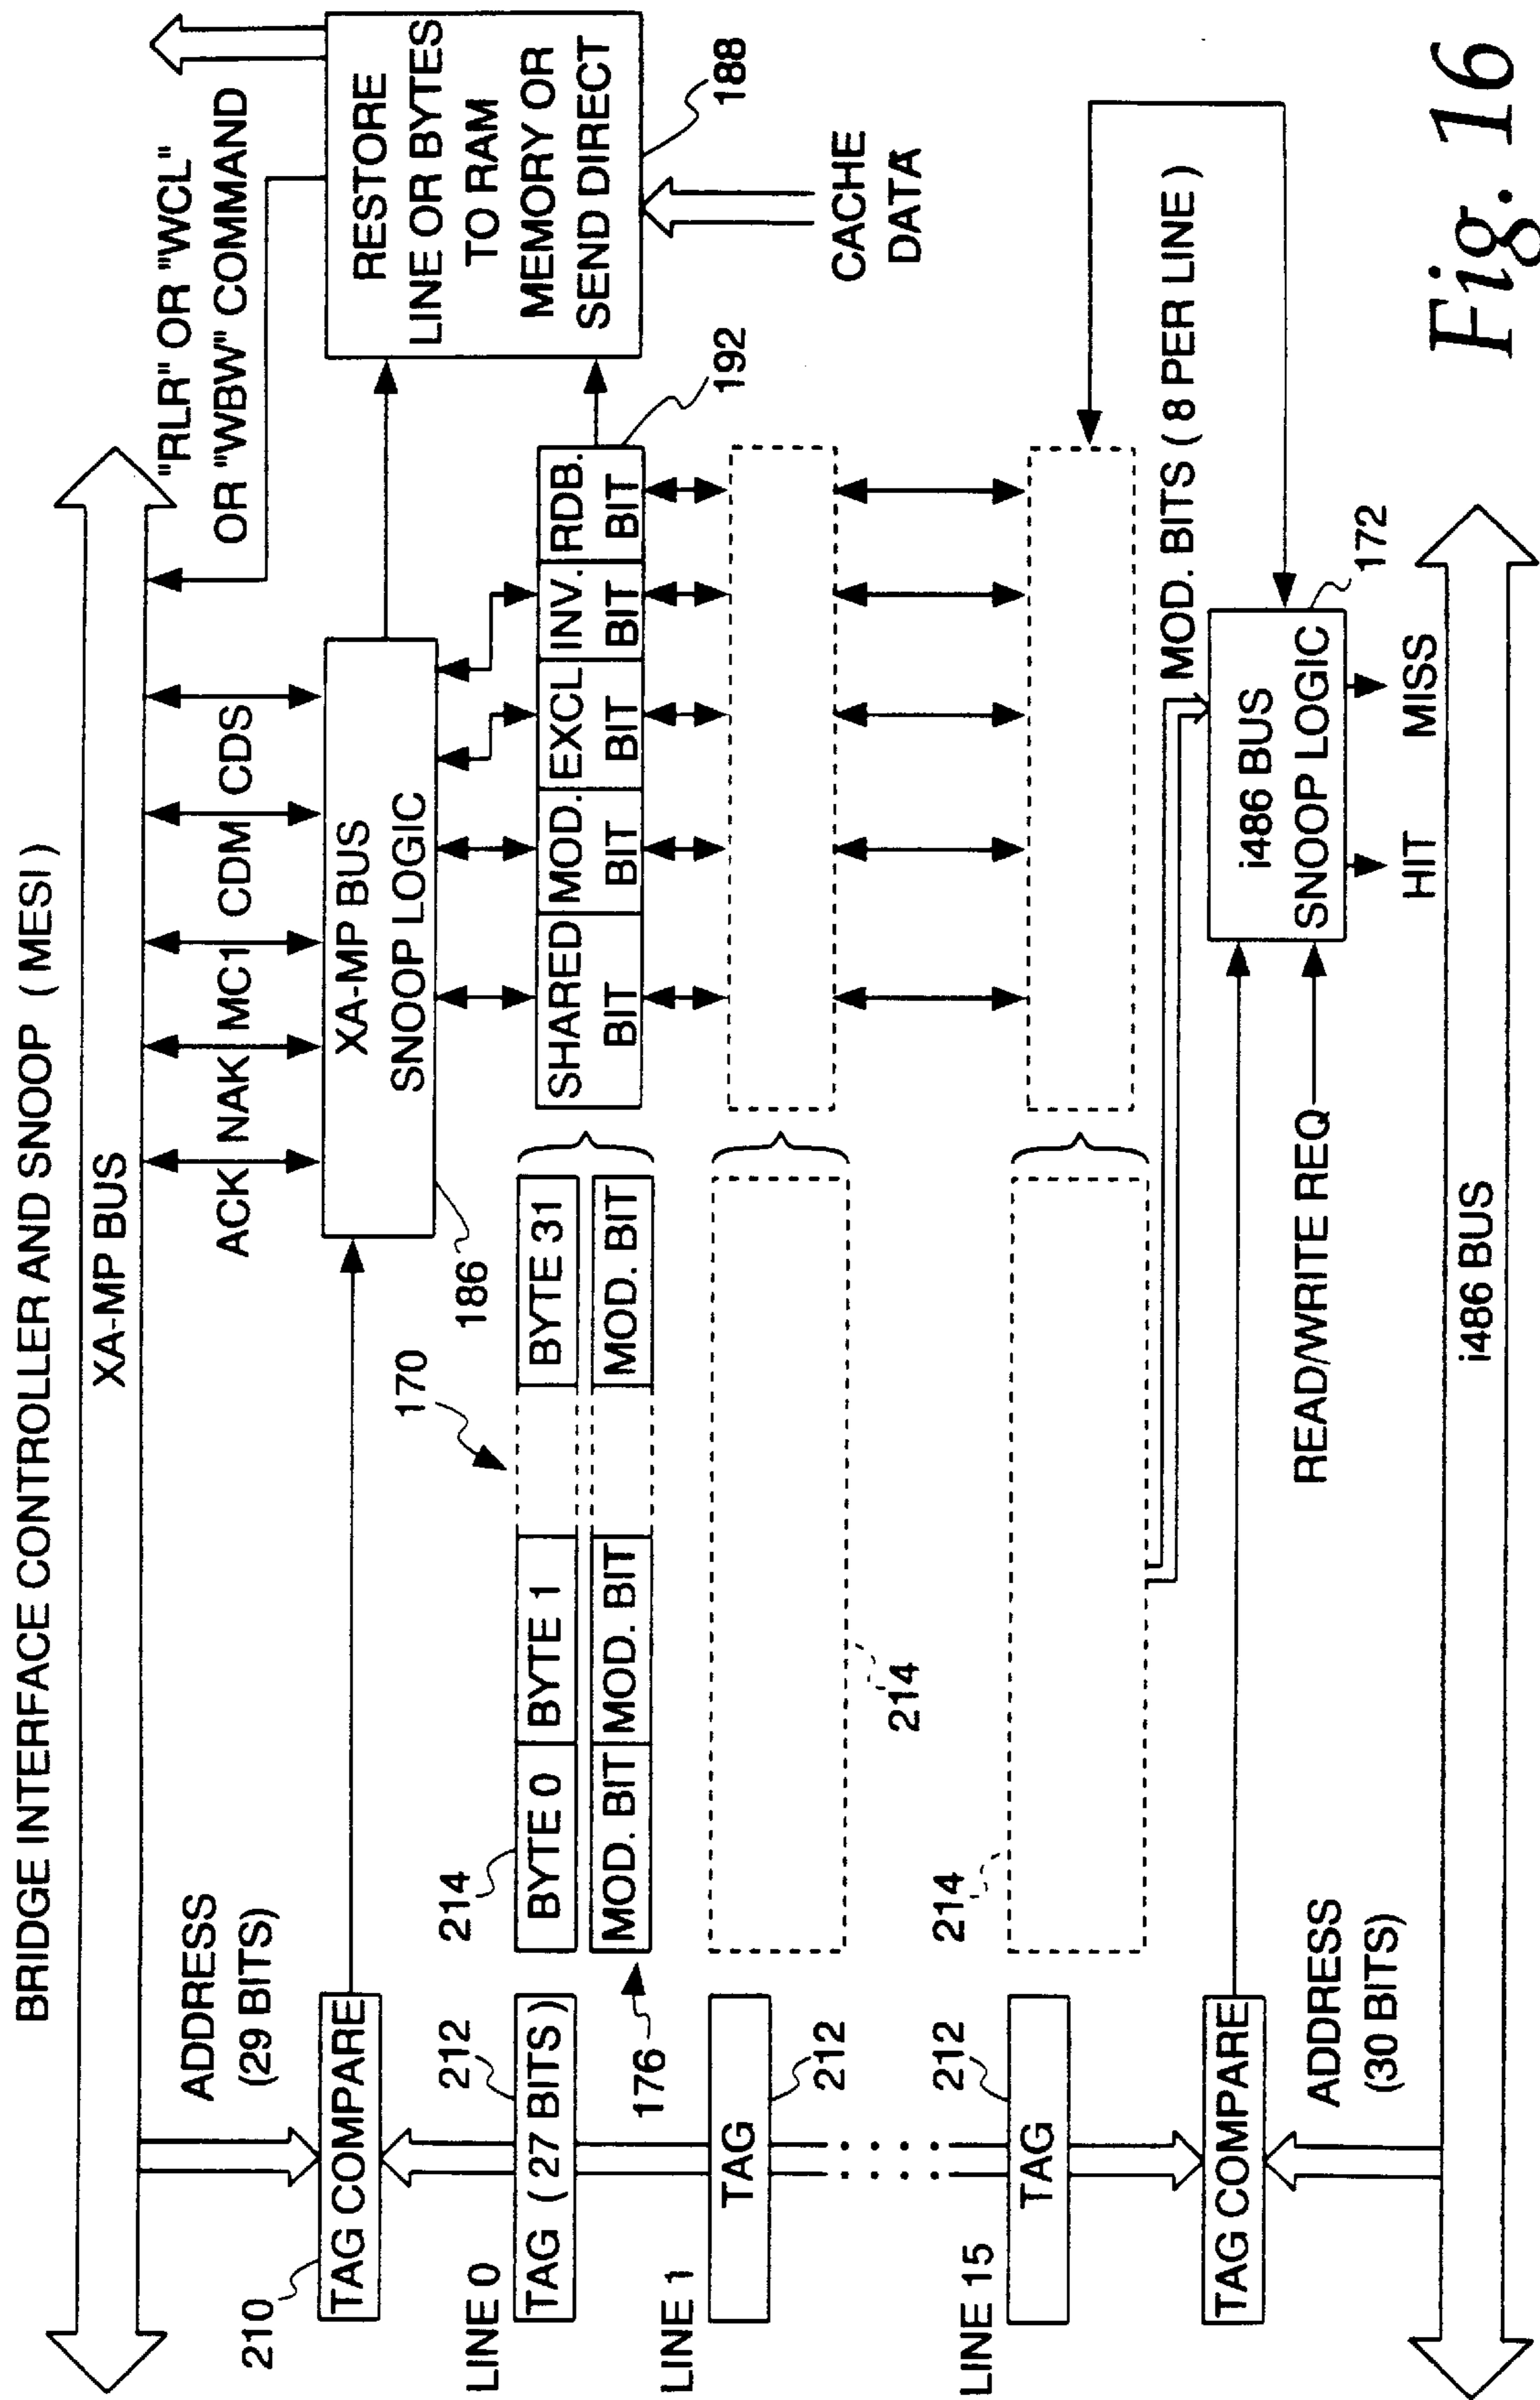 BRIDGE INTERFACE CONTROLLER AND SNOOP ( MESI )
XA-MP BUS
ADDRESS
(29 BITS)
ACK
NAK
MC1
CDM
CDS
"RLR" OR "WCL"
OR "WBW" COMMAND
210
TAG COMPARE
186
XA-MP BUS
SNOOP LOGIC
RESTORE
LINE OR BYTES
TO RAM
MEMORY OR
SEND DIRECT
188
CACHE
DATA
LINE 0
212
TAG ( 27 BITS )
214
170
BYTE 0
BYTE 1
BYTE 31
MOD. BIT
MOD. BIT
MOD. BIT
176
SHARED
BIT
MOD.
BIT
EXCL
BIT
INV.
BIT
RDB.
BIT
192
LINE 1
TAG
212
214
LINE 15
212
TAG
214
MOD. BITS ( 8 PER LINE )
TAG COMPARE
i486 BUS
SNOOP LOGIC
172
READ/WRITE REQ
HIT
MISS
ADDRESS
(30 BITS)
i486 BUS
Fig. 16